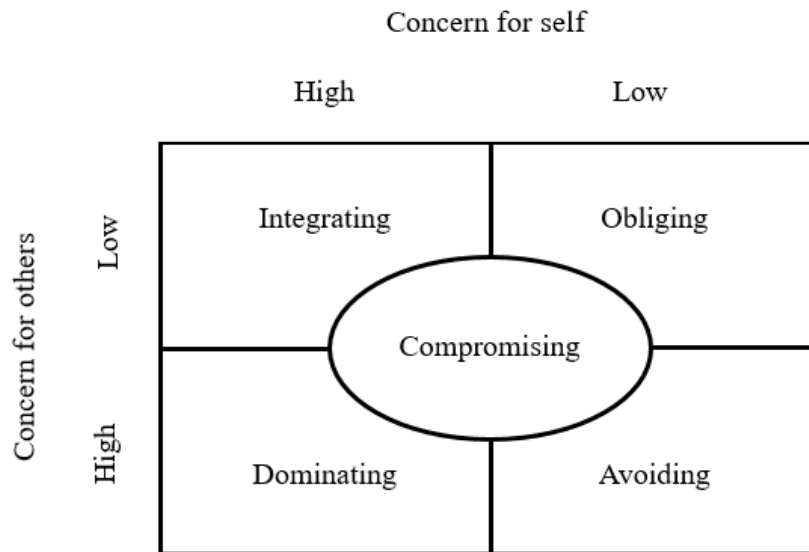 Concern for self
High Low
Low
Integrating Obliging
Concern for others
Compromising
High
Dominating Avoiding